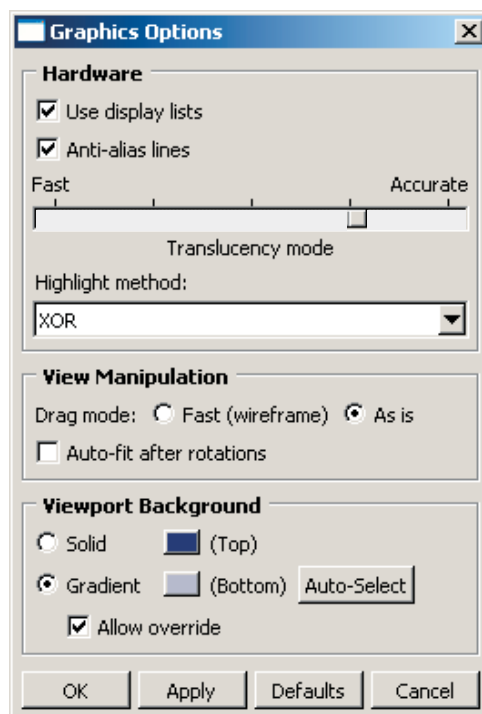 Graphics Options
Hardware
Use display lists
Anti-alias lines
Fast Accurate
Translucency mode
Highlight method:
XOR
View Manipulation
Drag mode: Fast (wireframe) As is
Auto-fit after rotations
Viewport Background
Solid (Top)
Gradient (Bottom) Auto-Select
Allow override
OK Apply Defaults Cancel